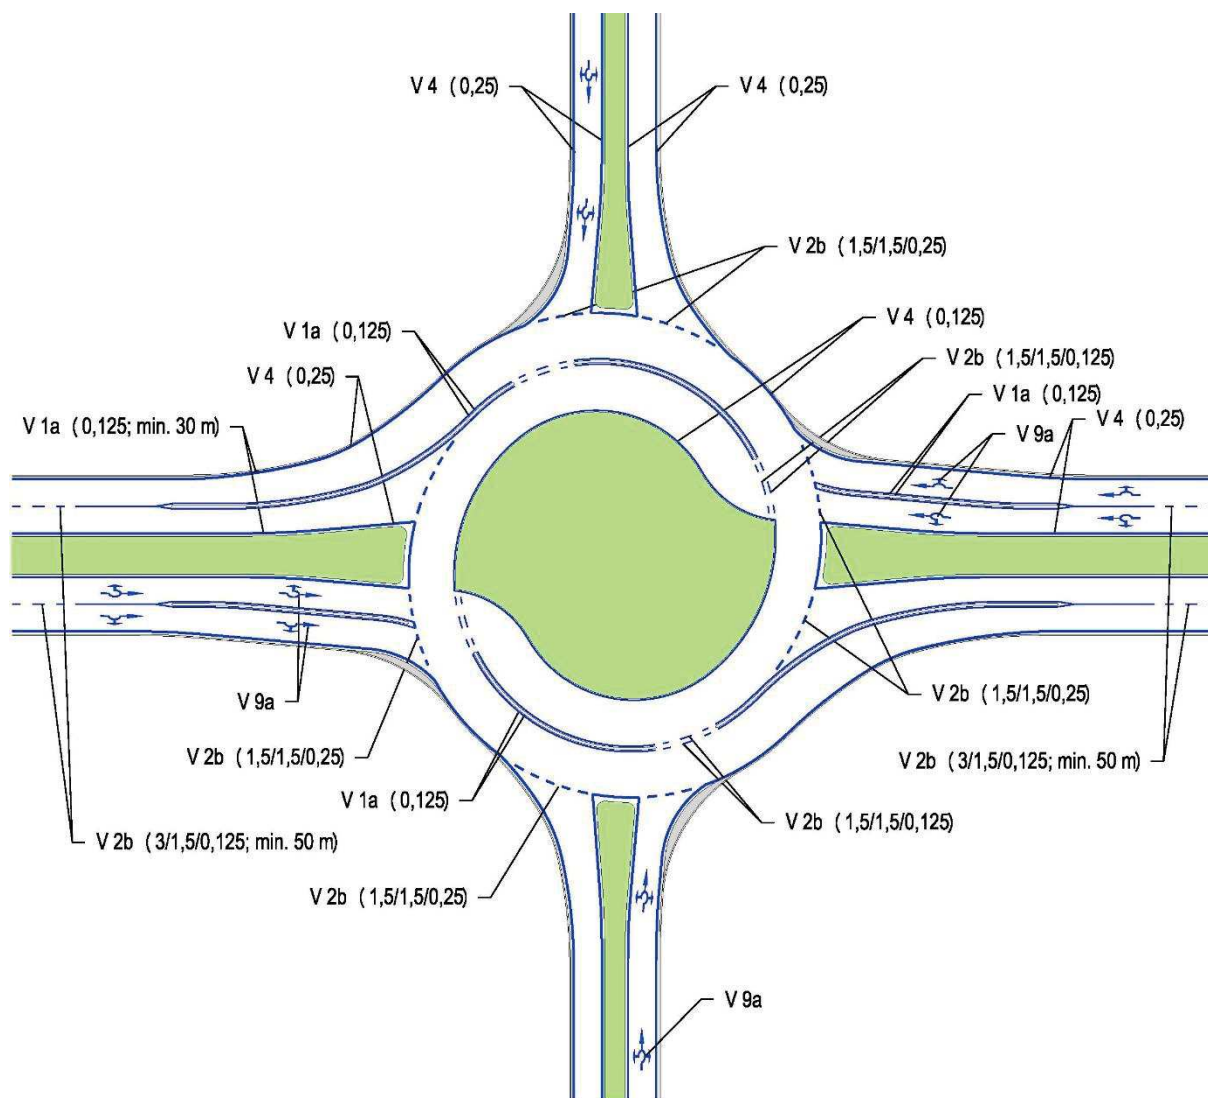 V 4 ( 0,25)
V 4 ( 0,25)
V 2b ( 1,5/1,5/0,25)
V 1a ( 0,125)
V 4 ( 0,125)
V 2b ( 1,5/1,5/0,125)
V 4 ( 0,25)
V 1a ( 0,125)
V 4 ( 0,25)
V 1a ( 0,125; min. 30 m)
V 9a
V 9a
V 2b ( 1,5/1,5/0,25)
V 2b ( 1,5/1,5/0,25)
V 2b ( 3/1,5/0,125; min. 50 m)
V 1a ( 0,125)
V 2b ( 1,5/1,5/0,125)
V 2b ( 3/1,5/0,125; min. 50 m)
V 2b ( 1,5/1,5/0,25)
V 9a